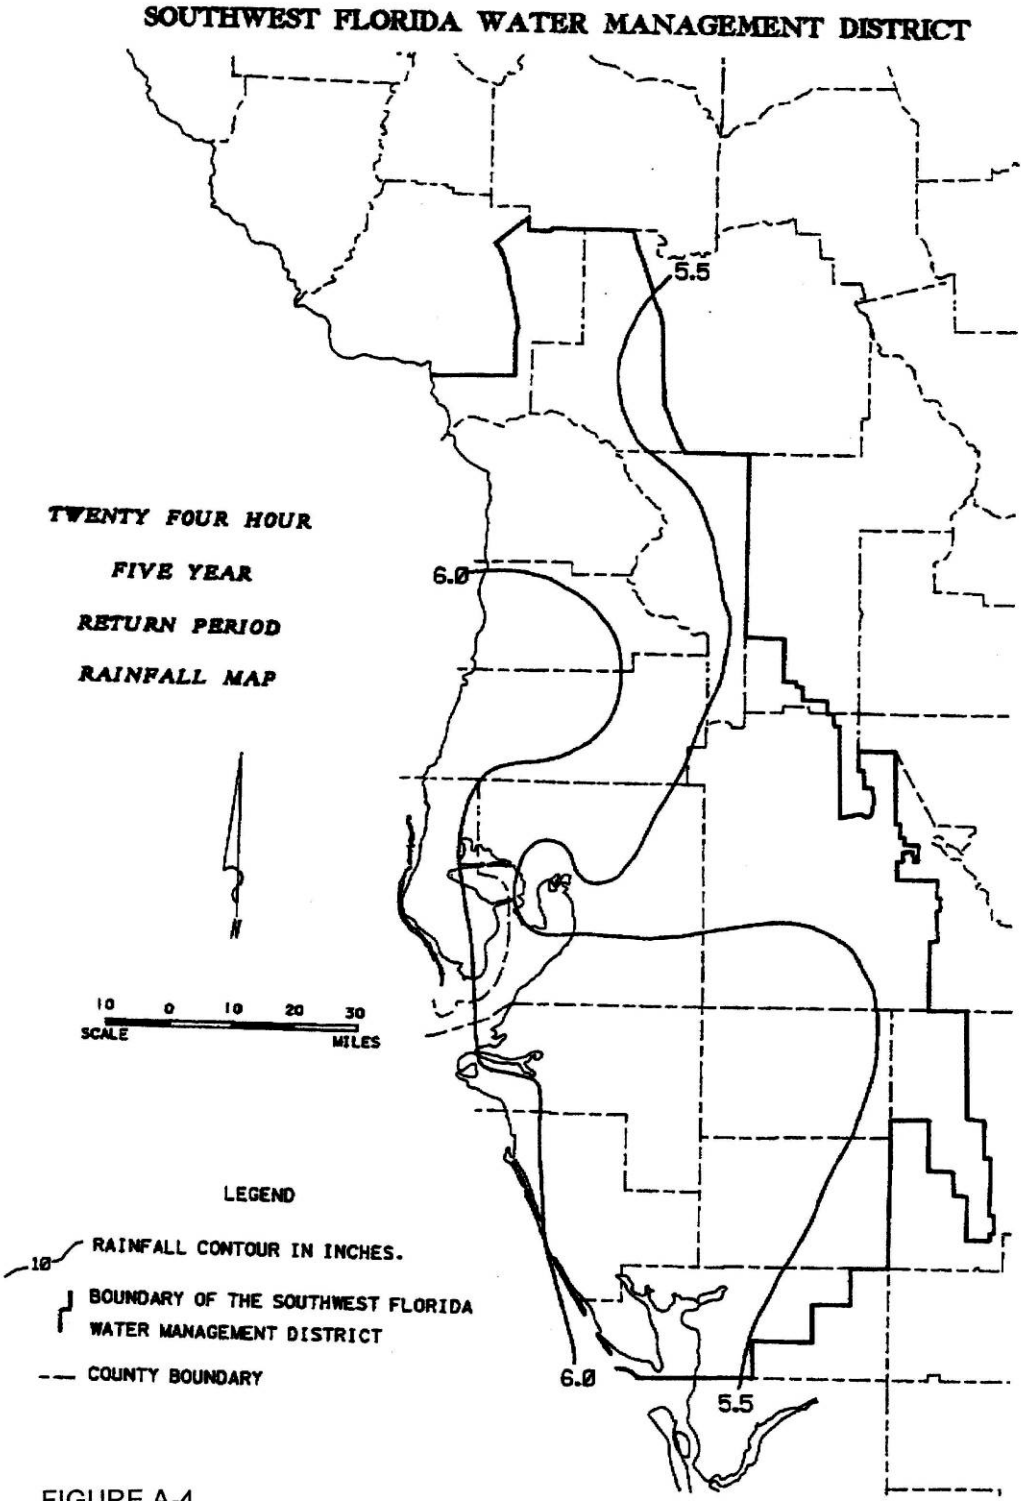 SOUTHWEST FLORIDA WATER MANAGEMENT DISTRICT
5.5
TWENTY FOUR HOUR
FIVE YEAR
RETURN PERIOD
RAINFALL MAP
6.0
N
10 0 10 20 30
SCALE MILES
LEGEND
10 RAINFALL CONTOUR IN INCHES.
BOUNDARY OF THE SOUTHWEST FLORIDA
WATER MANAGEMENT DISTRICT
COUNTY BOUNDARY
6.0
5.5
FIGURE A-4